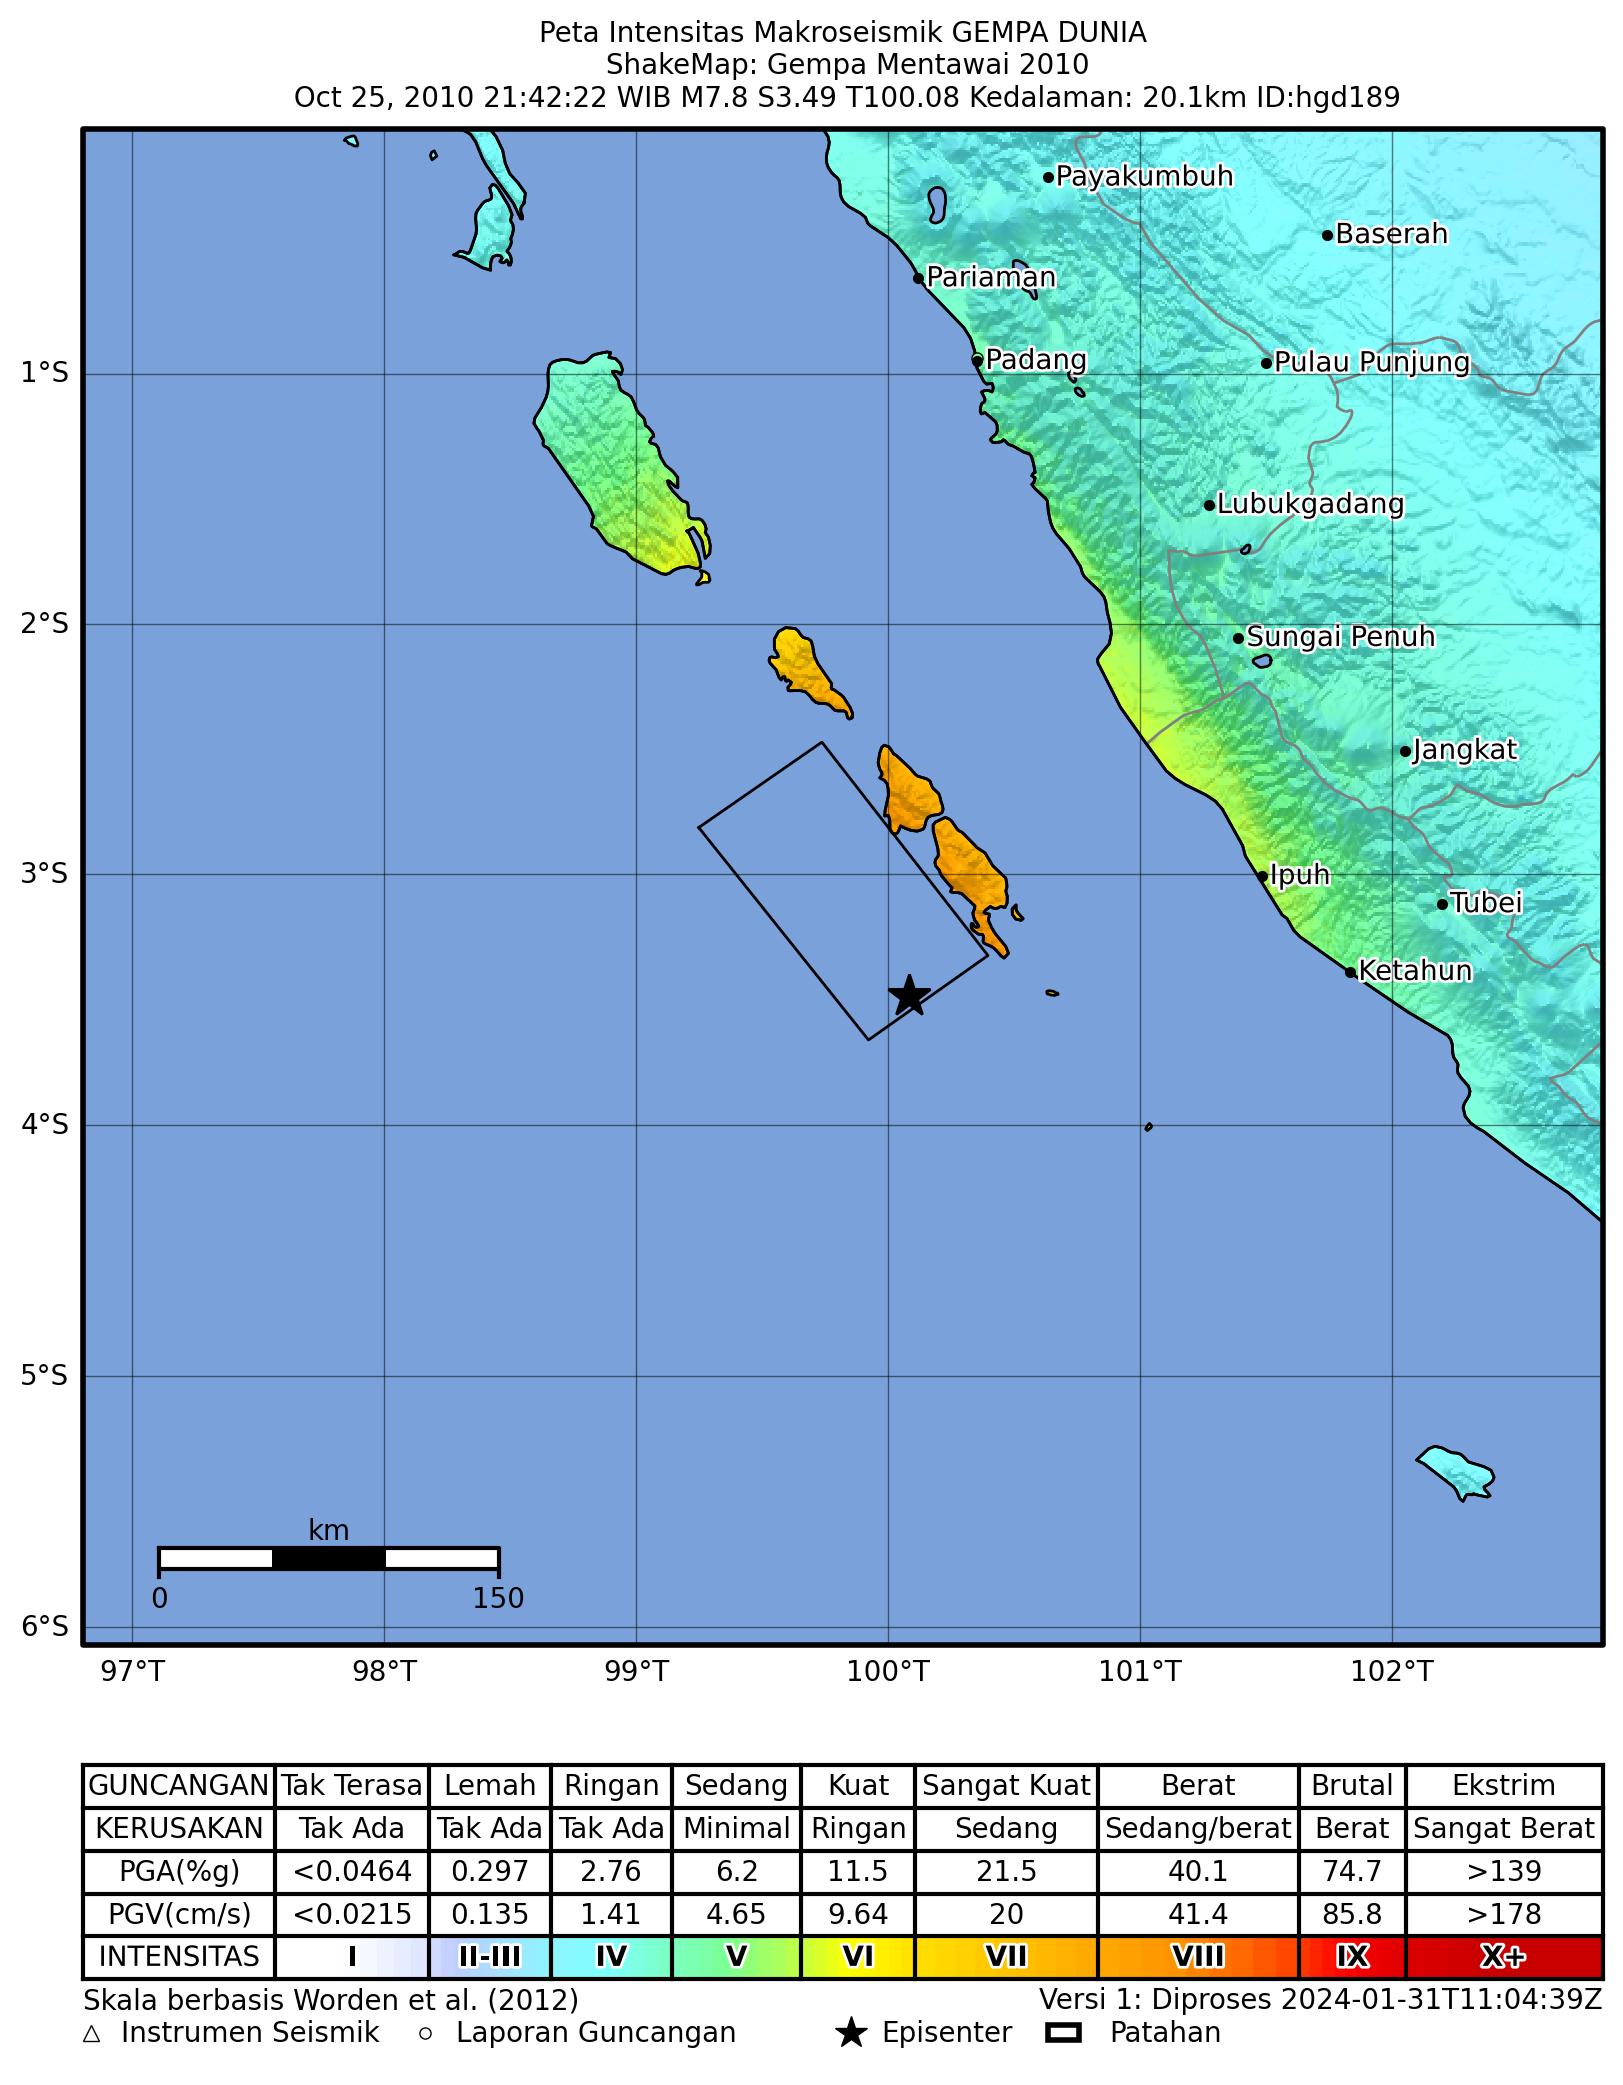 Peta Intensitas Makroseismik GEMPA DUNIA
ShakeMap: Gempa Mentawai 2010
Oct 25, 2010 21:42:22 WIB M7.8 S3.49 T100.08 Kedalaman: 20.1km ID:hgd189
Payakumbuh
Baserah
Pariaman
Padang
Pulau Punjung
1°S
Lubukgadang
2°S
Sungai Penuh
Jangkat
3°S
Ipuh
Tubei
Ketahun
4°S
5°S
km
0 150
6°S
97°T 98°T 99°T 100°T 101°T 102°T
GUNCANGAN Tak Terasa Lemah Ringan Sedang Kuat Sangat Kuat Berat Brutal Ekstrim
KERUSAKAN Tak Ada Tak Ada Tak Ada Minimal Ringan Sedang Sedang/berat Berat Sangat Berat
PGA(%g) <0.0464 0.297 2.76 6.2 11.5 21.5 40.1 74.7 >139
PGV(cm/s) <0.0215 0.135 1.41 4.65 9.64 20 41.4 85.8 >178
INTENSITAS I II-III IV V VI VII VIII IX X+
Skala berbasis Worden et al. (2012) Versi 1: Diproses 2024-01-31T11:04:39Z
Instrumen Seismik Laporan Guncangan Episenter Patahan